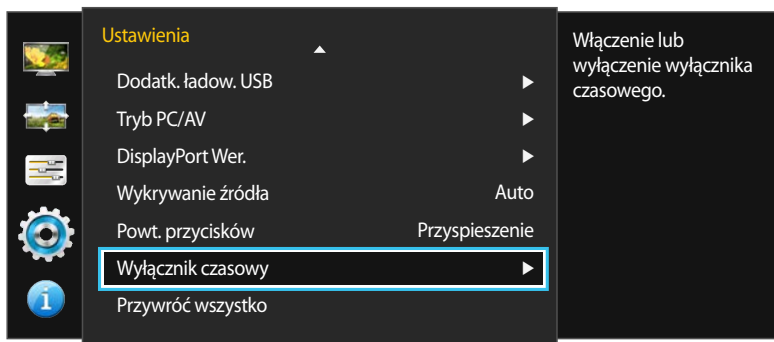 Ustawienia
Dodatk. ładow. USB
Tryb PC/AV
DisplayPort Wer.
Wykrywanie źródła Auto
Powt. przycisków Przyspieszenie
Wyłącznik czasowy
Przywróć wszystko
Włączenie lub
wyłączenie wyłącznika
czasowego.